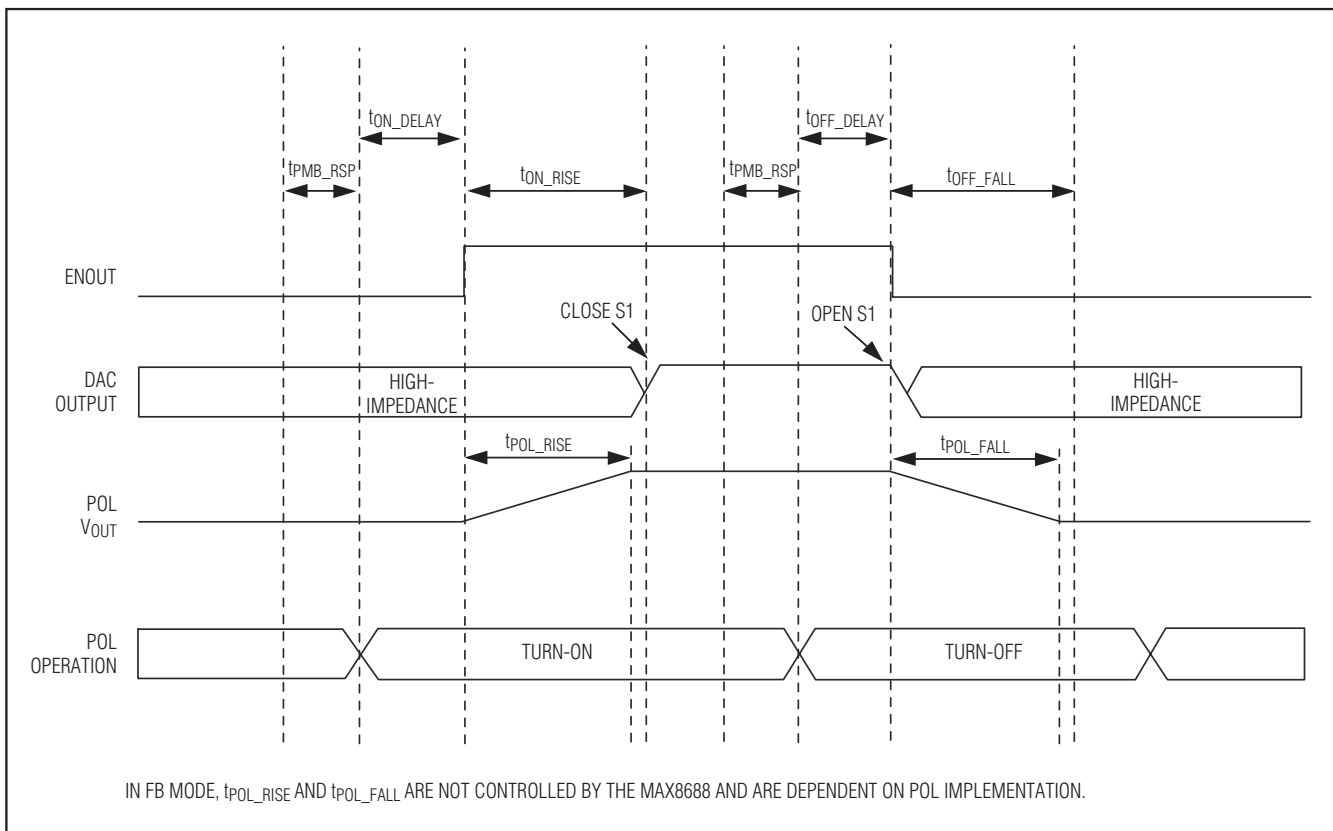 tON_DELAY
tOFF_DELAY
tPMB_RSP
tON_RISE
tPMB_RSP
tOFF_FALL
ENOUT
CLOSE S1
OPEN S1
DAC
OUTPUT
HIGH-
IMPEDANCE
HIGH-
IMPEDANCE
tPOL_RISE
tPOL_FALL
POL
VOUT
POL
OPERATION
TURN-ON
TURN-OFF
IN FB MODE, tPOL_RISE AND tPOL_FALL ARE NOT CONTROLLED BY THE MAX8688 AND ARE DEPENDENT ON POL IMPLEMENTATION.